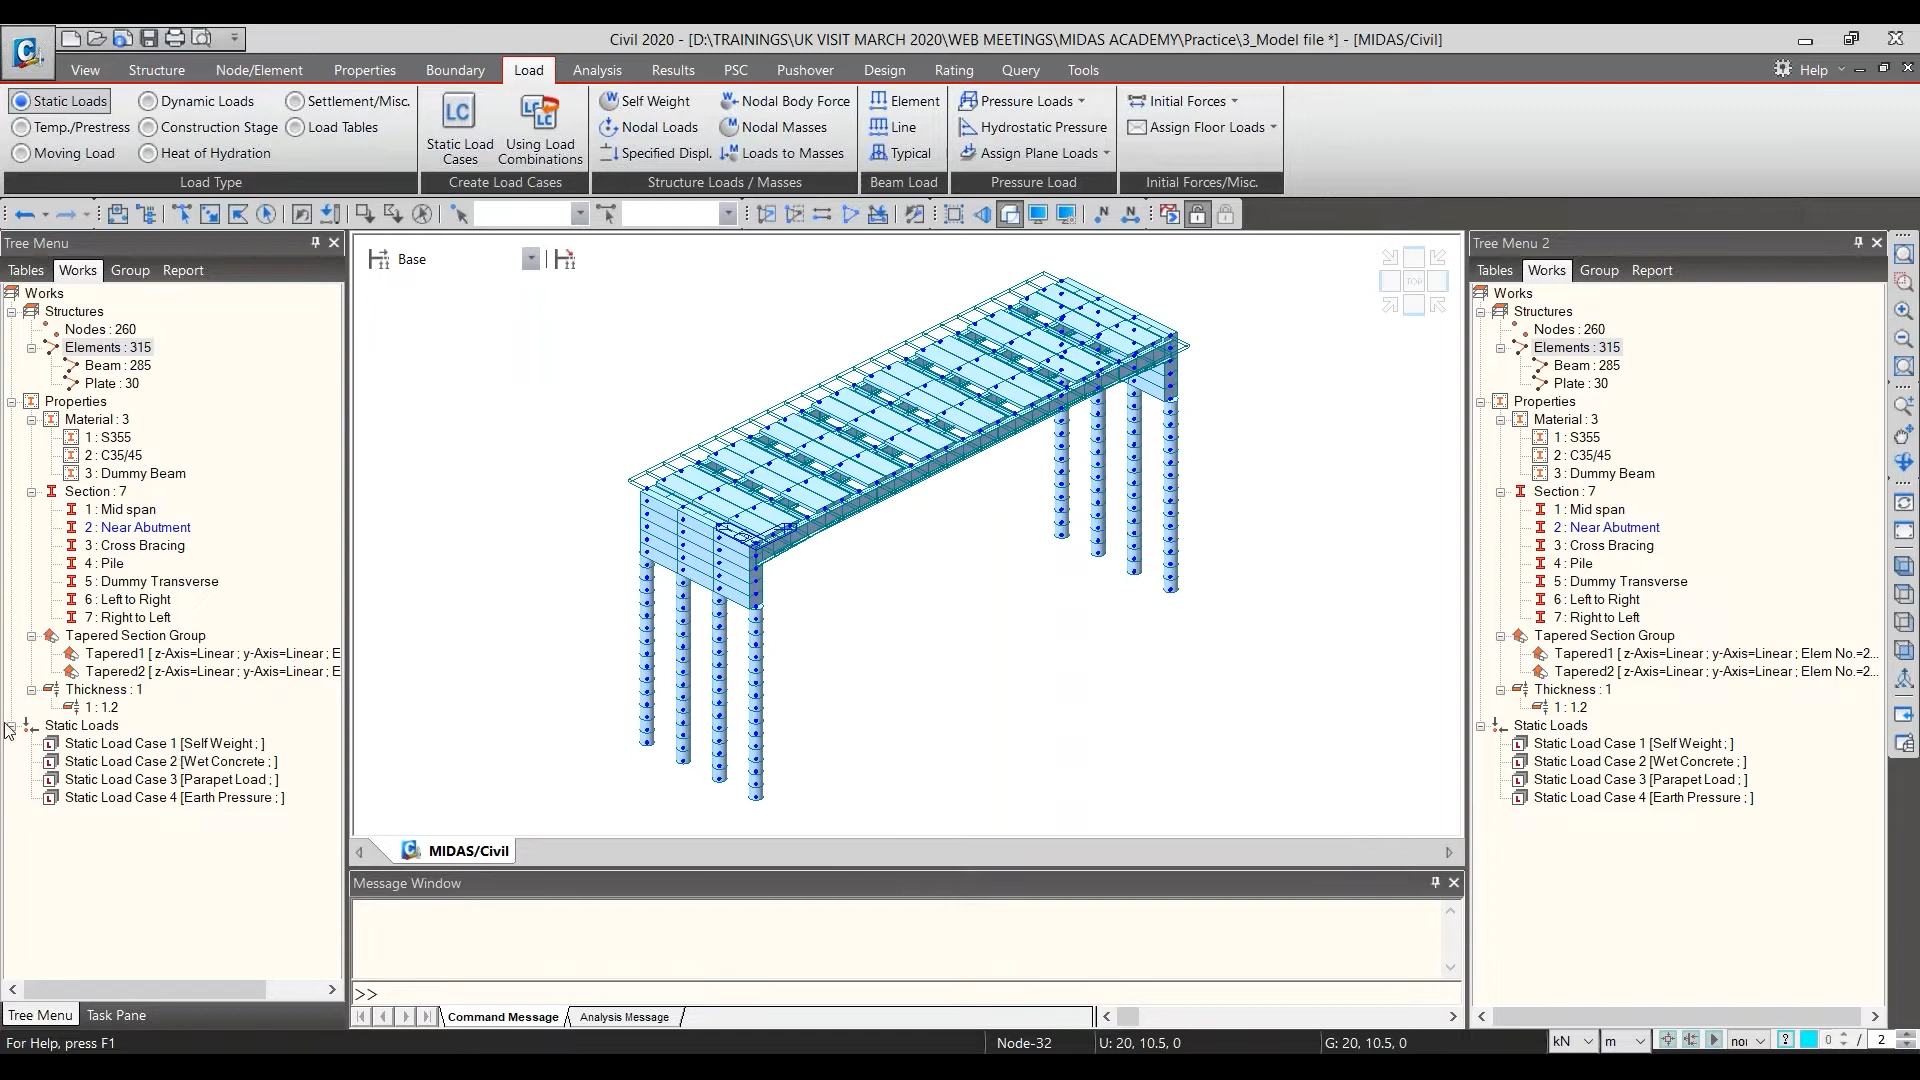 Civil 2020 - [D:\TRAININGS\UK VISIT MARCH 2020\WEB MEETINGS\MIDAS ACADEMY\Practice\3_Model file *] - [MIDAS/Civil]
View Structure Node/Element Properties Boundary Load Analysis Results PSC Pushover Design Rating Query Tools Help
Static Loads Dynamic Loads Settlement/Misc. Self Weight Nodal Body Force Element Pressure Loads Initial Forces
Temp./Prestress Construction Stage Load Tables Nodal Loads Nodal Masses Line Hydrostatic Pressure Assign Floor Loads
Moving Load Heat of Hydration Static Load Cases Using Load Combinations Specified Displ. Loads to Masses Typical Assign Plane Loads
Load Type Create Load Cases Structure Loads / Masses Beam Load Pressure Load Initial Forces/Misc.
Tree Menu
Tables Works Group Report
Works
Structures
Nodes : 260
Elements : 315
Beam : 285
Plate : 30
Properties
Material : 3
1 : S355
2 : C35/45
3 : Dummy Beam
Section : 7
1 : Mid span
2 : Near Abutment
3 : Cross Bracing
4 : Pile
5 : Dummy Transverse
6 : Left to Right
7 : Right to Left
Tapered Section Group
Tapered1 [ z-Axis=Linear ; y-Axis=Linear ; E
Tapered2 [ z-Axis=Linear ; y-Axis=Linear ; E
Thickness : 1
1 : 1.2
Static Loads
Static Load Case 1 [Self Weight ; ]
Static Load Case 2 [Wet Concrete ; ]
Static Load Case 3 [Parapet Load ; ]
Static Load Case 4 [Earth Pressure ; ]
Tree Menu Task Pane
Base
TOP
MIDAS/Civil
Message Window
>>
Command Message Analysis Message
Tree Menu 2
Tables Works Group Report
Works
Structures
Nodes : 260
Elements : 315
Beam : 285
Plate : 30
Properties
Material : 3
1 : S355
2 : C35/45
3 : Dummy Beam
Section : 7
1 : Mid span
2 : Near Abutment
3 : Cross Bracing
4 : Pile
5 : Dummy Transverse
6 : Left to Right
7 : Right to Left
Tapered Section Group
Tapered1 [ z-Axis=Linear ; y-Axis=Linear ; Elem No.=2...
Tapered2 [ z-Axis=Linear ; y-Axis=Linear ; Elem No.=2...
Thickness : 1
1 : 1.2
Static Loads
Static Load Case 1 [Self Weight ; ]
Static Load Case 2 [Wet Concrete ; ]
Static Load Case 3 [Parapet Load ; ]
Static Load Case 4 [Earth Pressure ; ]
For Help, press F1 Node-32 U: 20, 10.5, 0 G: 20, 10.5, 0 kN m 0 / 2